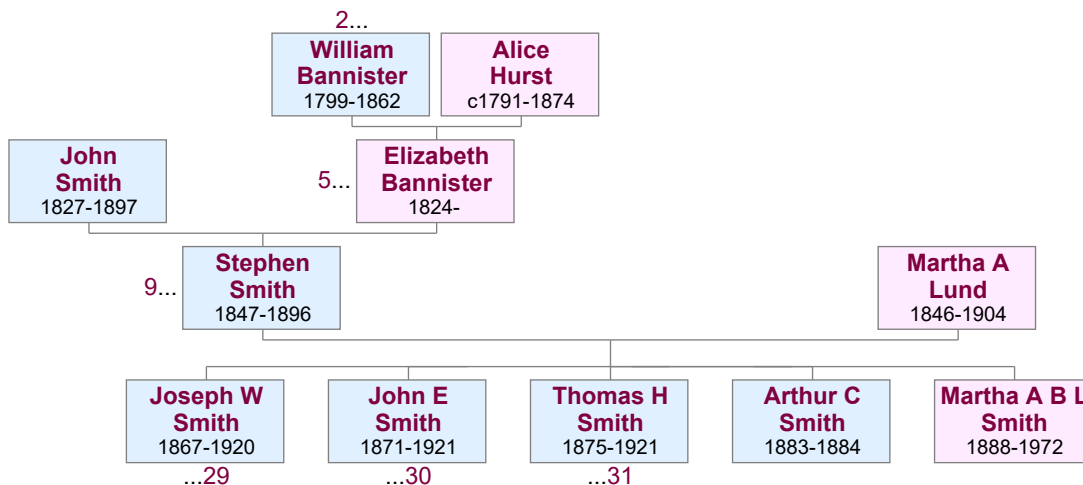 2...
William
Bannister
1799-1862
Alice
Hurst
c1791-1874
John
Smith
1827-1897
5...
Elizabeth
Bannister
1824-
9...
Stephen
Smith
1847-1896
Martha A
Lund
1846-1904
Joseph W
Smith
1867-1920
...29
John E
Smith
1871-1921
...30
Thomas H
Smith
1875-1921
...31
Arthur C
Smith
1883-1884
Martha A B L
Smith
1888-1972